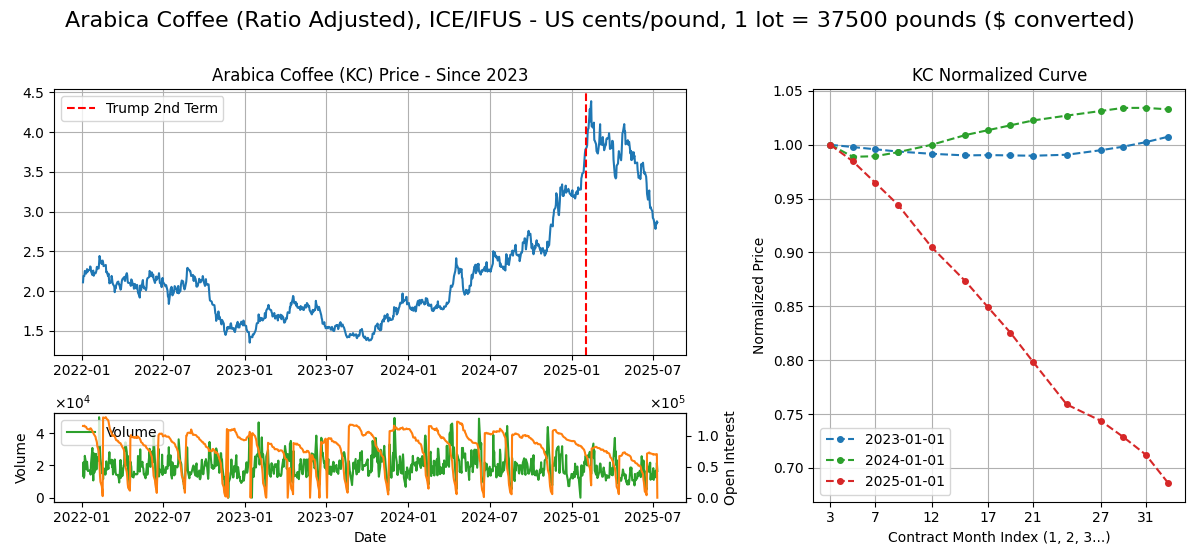 Arabica Coffee (Ratio Adjusted), ICE/IFUS - US cents/pound, 1 lot = 37500 pounds ($ converted)
Arabica Coffee (KC) Price - Since 2023
4.5
4.0
3.5
3.0
2.5
2.0
1.5
Trump 2nd Term
2022-01 2022-07 2023-01 2023-07 2024-01 2024-07 2025-01 2025-07
×10⁴
×10⁵
Volume
4
2
0
Volume
1.0
0.5
0.0
Open Interest
2022-01 2022-07 2023-01 2023-07 2024-01 2024-07 2025-01 2025-07
Date
KC Normalized Curve
Normalized Price
1.05
1.00
0.95
0.90
0.85
0.80
0.75
0.70
2023-01-01
2024-01-01
2025-01-01
3 7 12 17 21 27 31
Contract Month Index (1, 2, 3...)